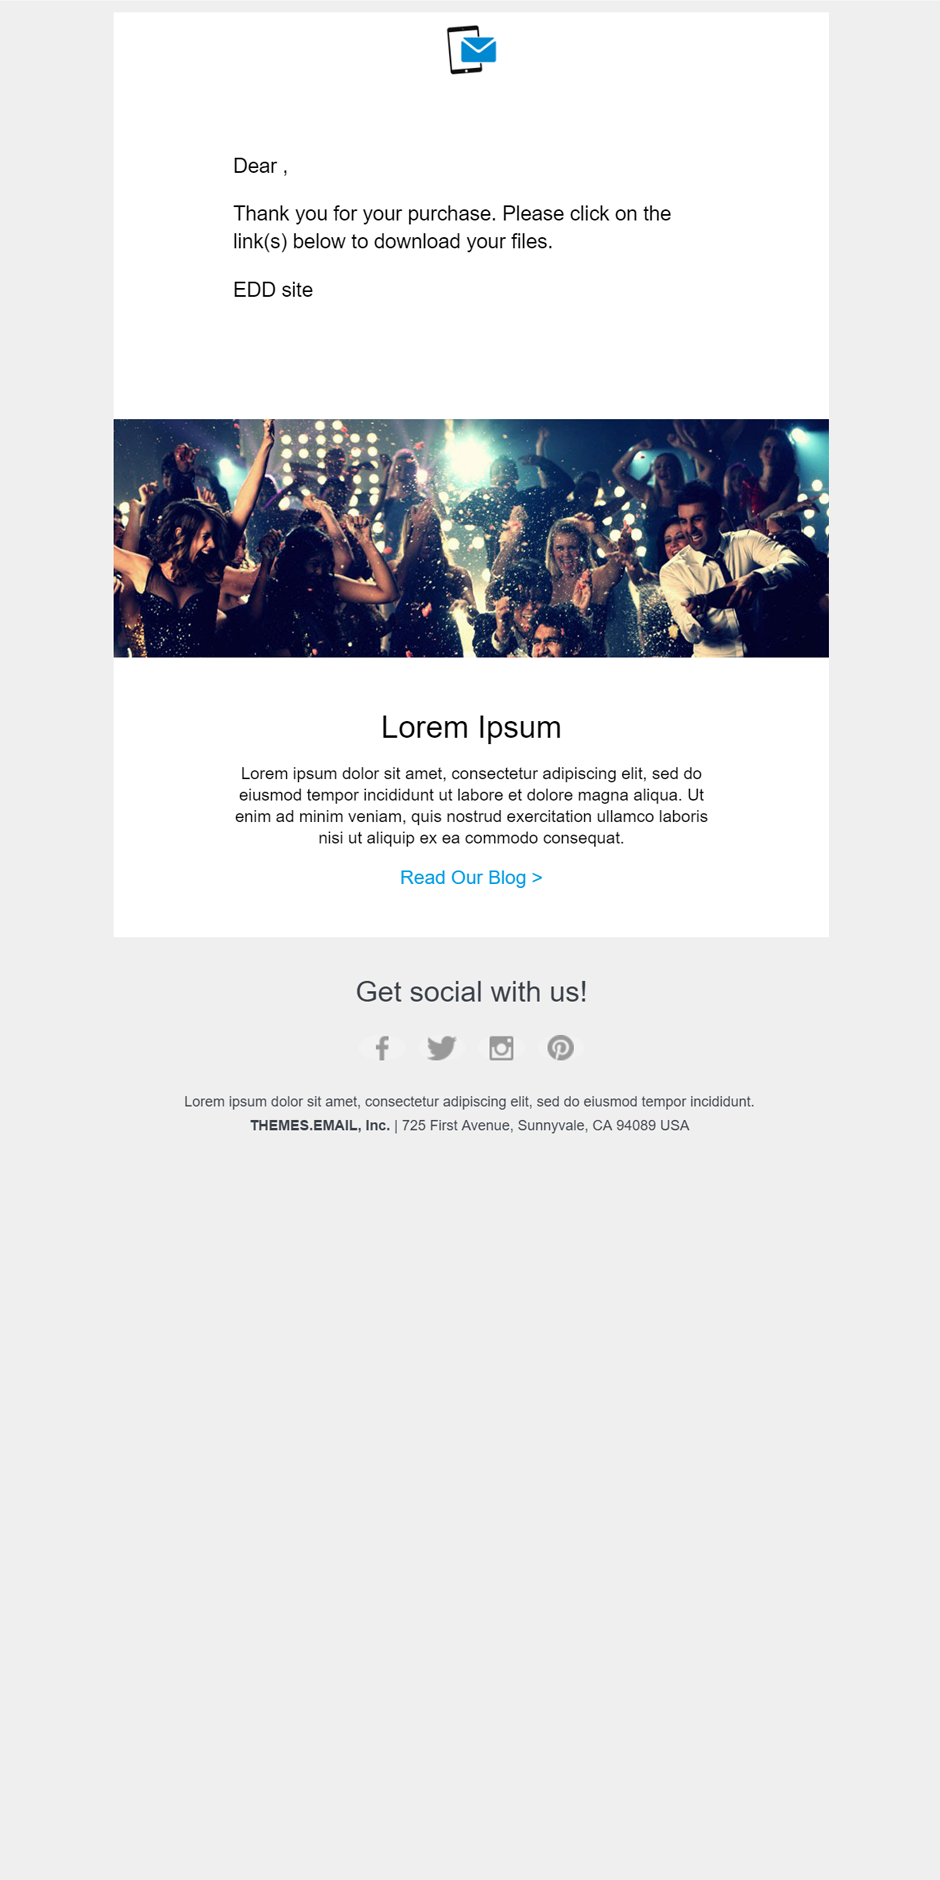 Dear ,
Thank you for your purchase. Please click on the
link(s) below to download your files.
EDD site
Lorem Ipsum
Lorem ipsum dolor sit amet, consectetur adipiscing elit, sed do
eiusmod tempor incididunt ut labore et dolore magna aliqua. Ut
enim ad minim veniam, quis nostrud exercitation ullamco laboris
nisi ut aliquip ex ea commodo consequat.
Read Our Blog >
Get social with us!
Lorem ipsum dolor sit amet, consectetur adipiscing elit, sed do eiusmod tempor incididunt.
THEMES.EMAIL, Inc. | 725 First Avenue, Sunnyvale, CA 94089 USA